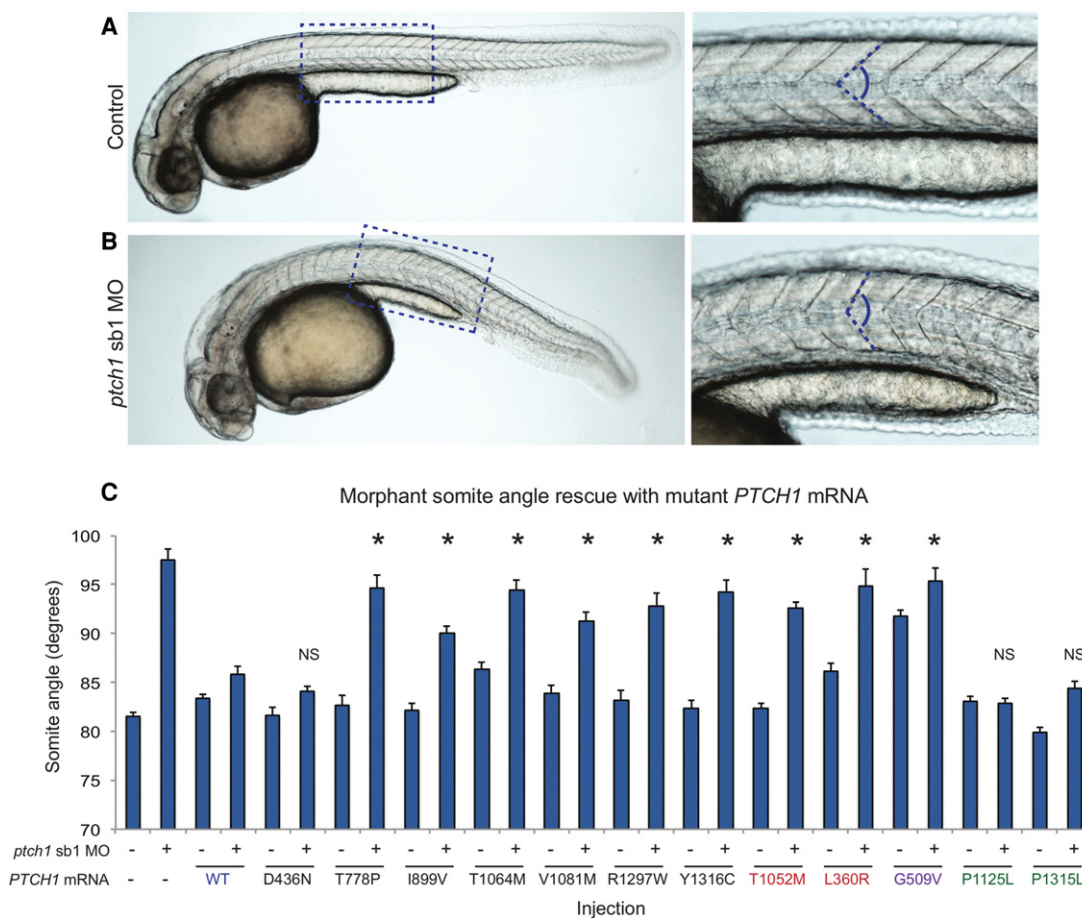 A
Control
B
ptch1 sb1 MO
C
Morphant somite angle rescue with mutant PTCH1 mRNA
Somite angle (degrees)
100
95
90
85
80
75
70
NS
* * * * * * * * *
NS NS
ptch1 sb1 MO - + - + - + - + - + - + - + - + - + - + - + - + - + - +
PTCH1 mRNA - - WT D436N T778P I899V T1064M V1081M R1297W Y1316C T1052M L360R G509V P1125L P1315L
Injection